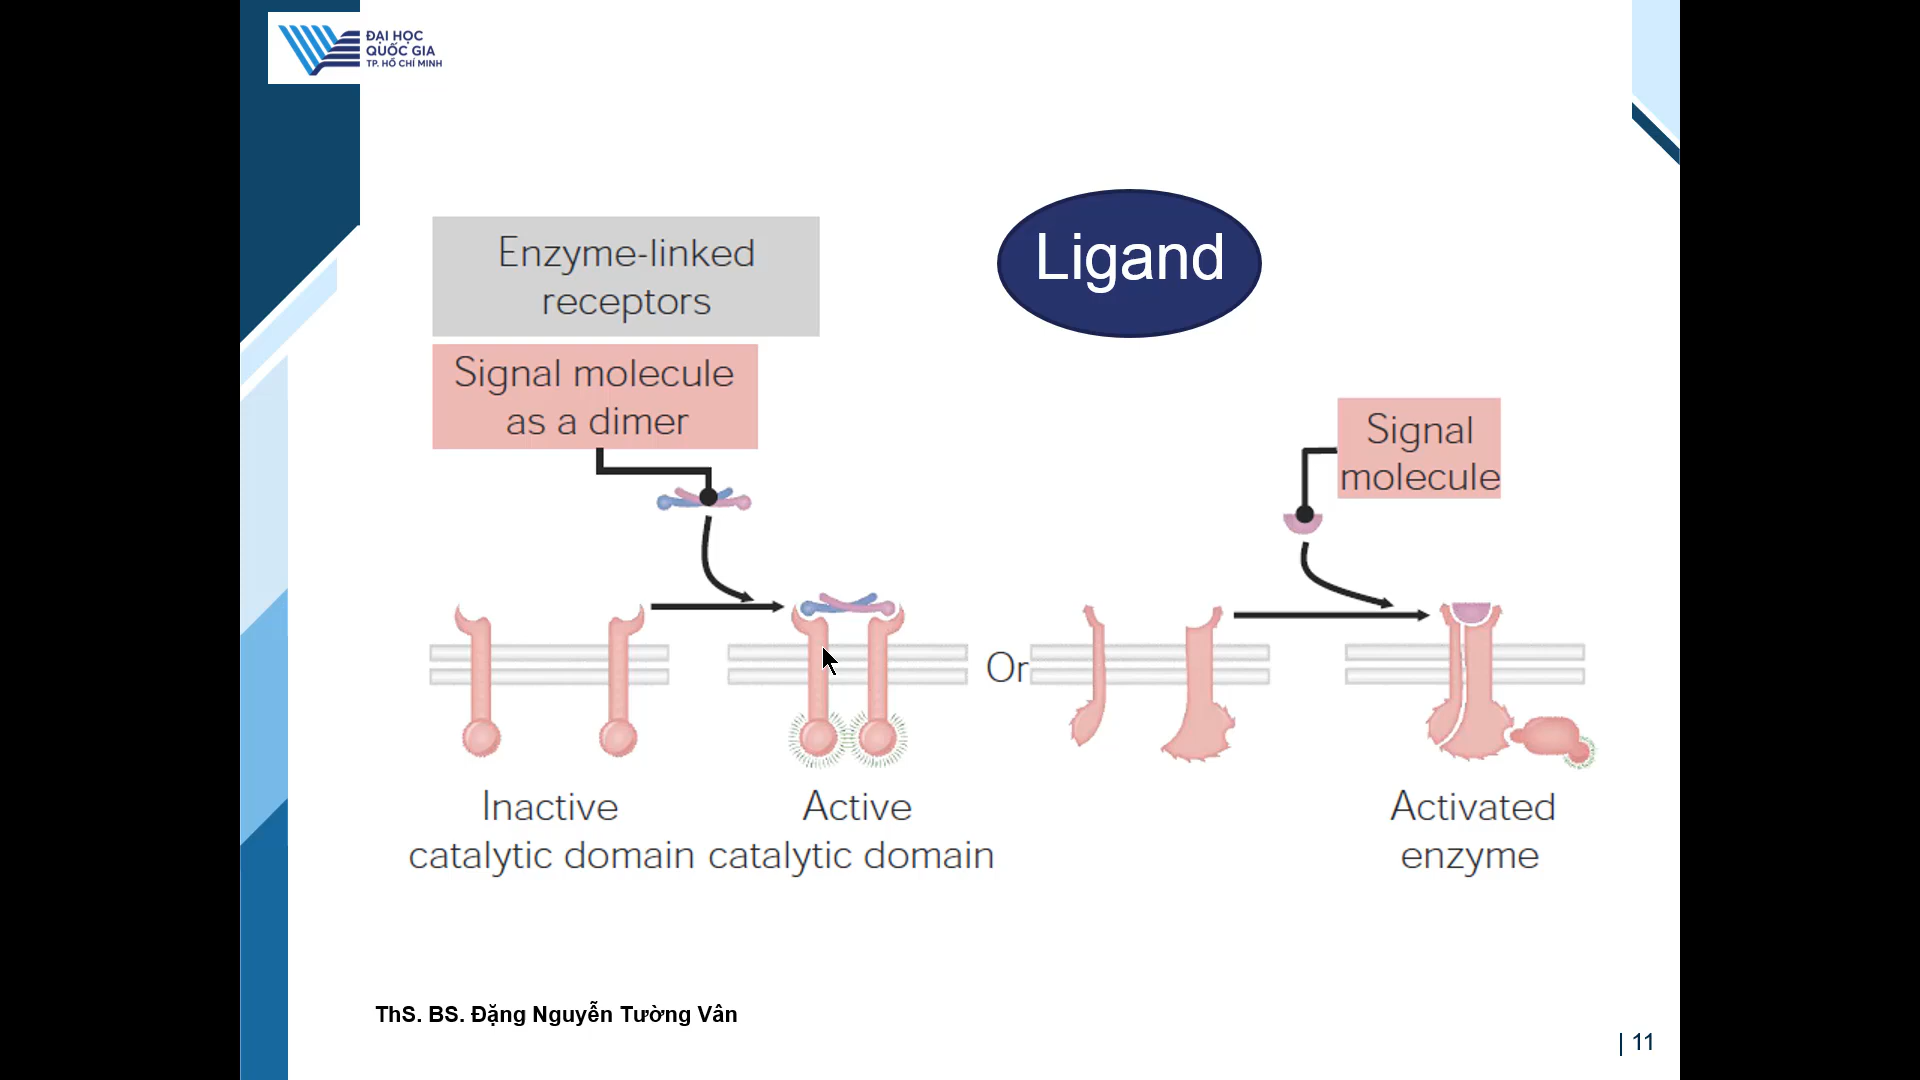 ĐẠI HỌC
QUỐC GIA
TP. HỒ CHÍ MINH
Enzyme-linked
receptors
Ligand
Signal molecule
as a dimer
Signal
molecule
Or
Inactive
catalytic domain
Active
catalytic domain
Activated
enzyme
ThS. BS. Đặng Nguyễn Tường Vân
| 11